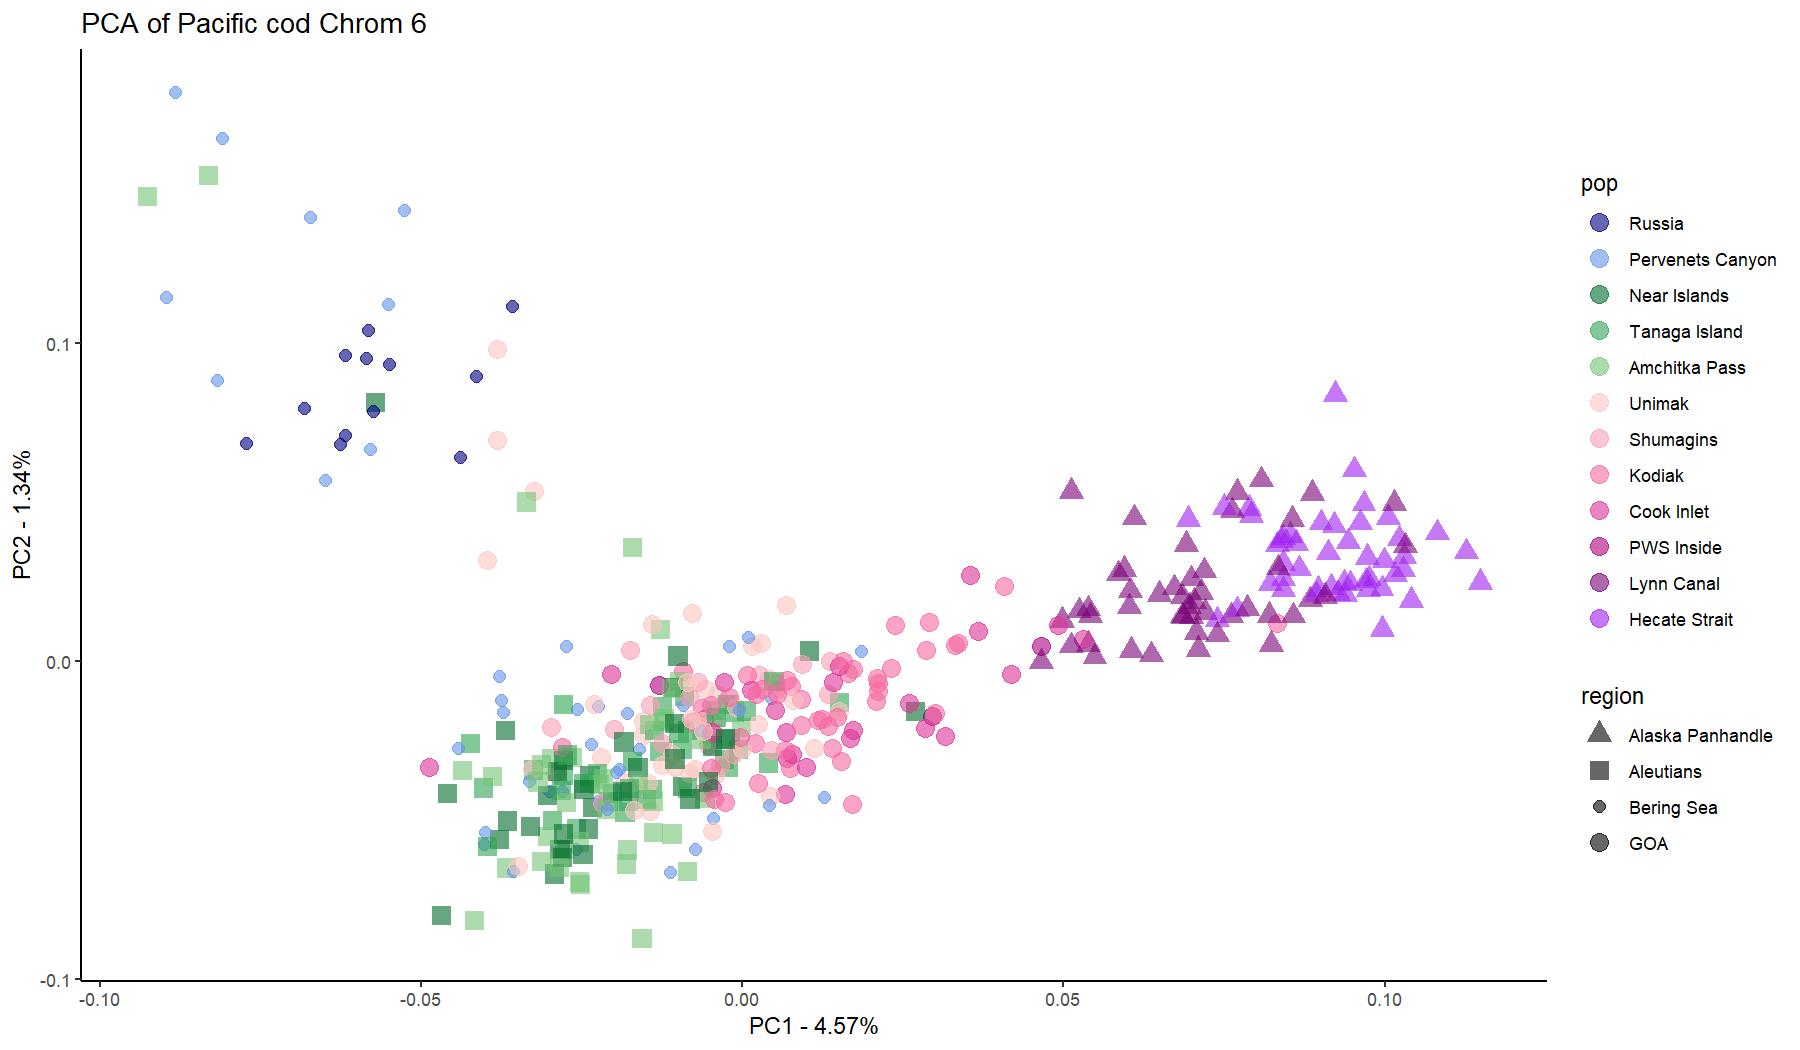 PCA of Pacific cod Chrom 6
PC2 - 1.34%
0.1
0.0
-0.1
-0.10
-0.05
0.00
0.05
0.10
PC1 - 4.57%
pop
Russia
Pervenets Canyon
Near Islands
Tanaga Island
Amchitka Pass
Unimak
Shumagins
Kodiak
Cook Inlet
PWS Inside
Lynn Canal
Hecate Strait
region
Alaska Panhandle
Aleutians
Bering Sea
GOA